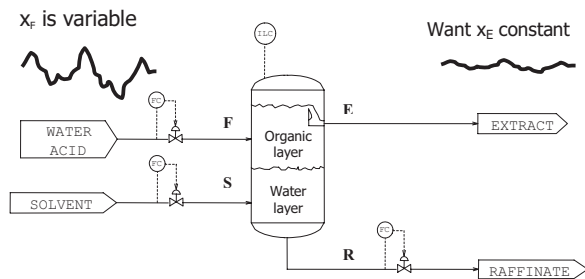 x_F is variable
Want x_E constant
ILC
FC
WATER
ACID
F
E
EXTRACT
Organic
layer
FC
SOLVENT
S
Water
layer
FC
R
RAFFINATE